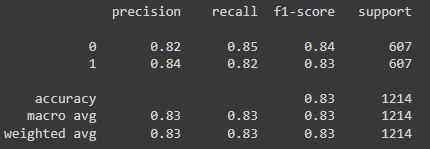 precision recall f1-score support
0 0.82 0.85 0.84 607
1 0.84 0.82 0.83 607
accuracy 0.83 1214
macro avg 0.83 0.83 0.83 1214
weighted avg 0.83 0.83 0.83 1214